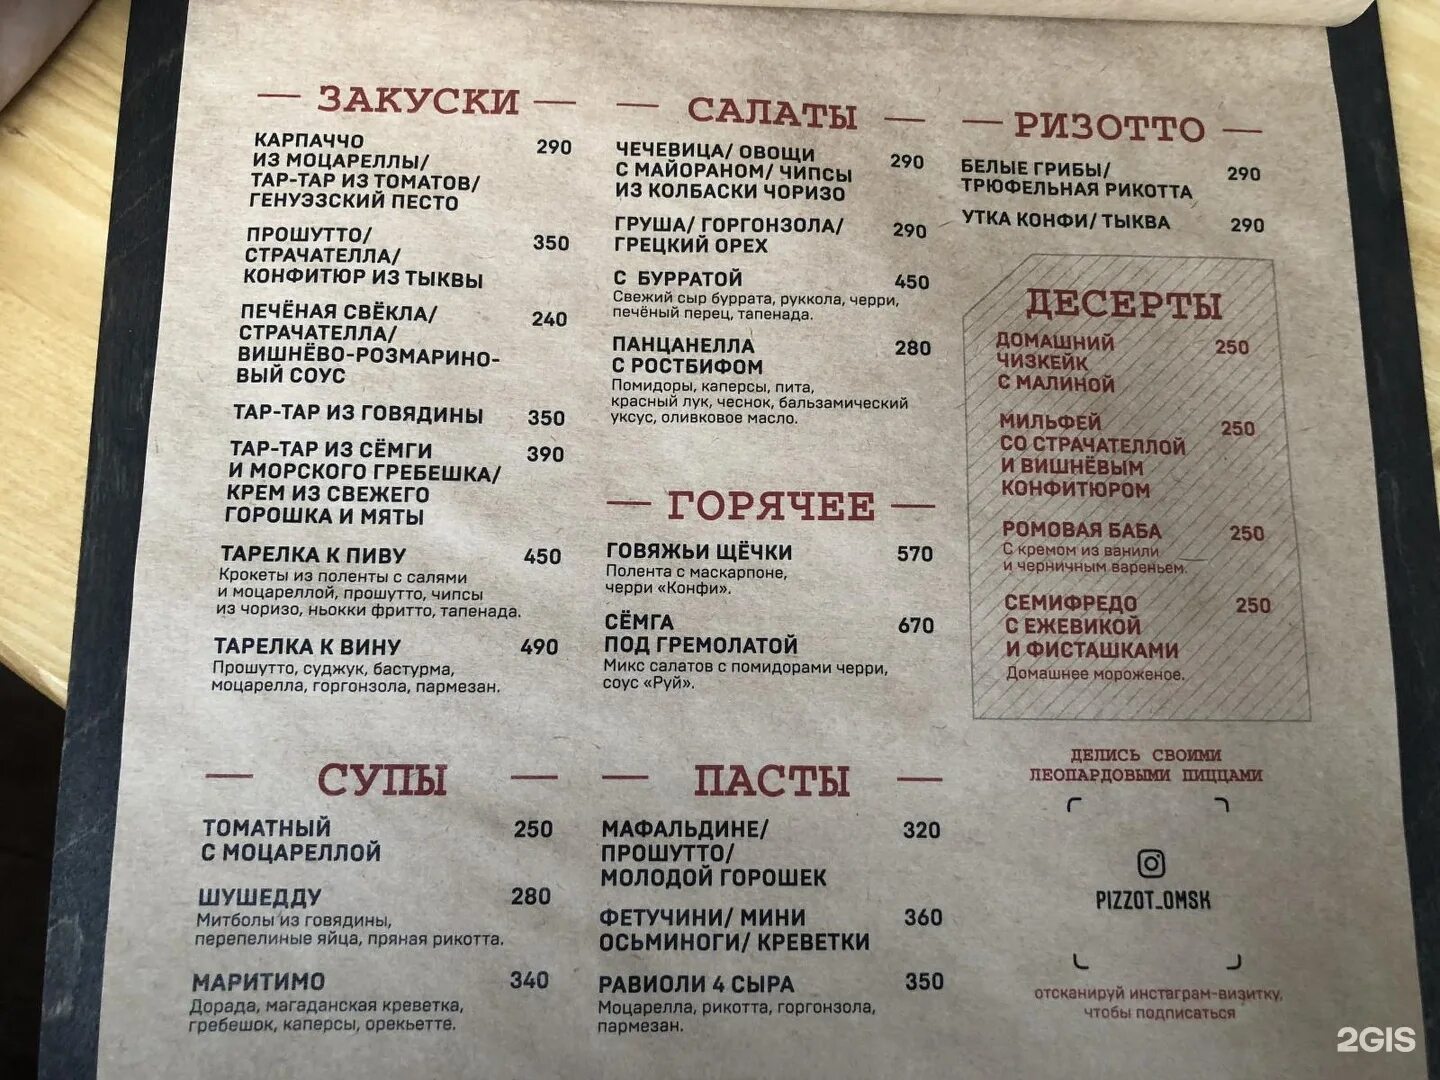 ЗАКУСКИ
КАРПАЧЧО 290
ИЗ МОЦАРЕЛЛЫ/
ТАР-ТАР ИЗ ТОМАТОВ/
ГЕНУЭЗСКИЙ ПЕСТО
ПРОШУТТО/ 350
СТРАЧАТЕЛЛА/
КОНФИТЮР ИЗ ТЫКВЫ
ПЕЧЁНАЯ СВЁКЛА/ 240
СТРАЧАТЕЛЛА/
ВИШНЁВО-РОЗМАРИНО-
ВЫЙ СОУС
ТАР-ТАР ИЗ ГОВЯДИНЫ 350
ТАР-ТАР ИЗ СЁМГИ 390
И МОРСКОГО ГРЕБЕШКА/
КРЕМ ИЗ СВЕЖЕГО
ГОРОШКА И МЯТЫ
ТАРЕЛКА К ПИВУ 450
Крокеты из поленты с салями
и моцареллой, прошутто, чипсы
из чоризо, ньокки фритто, тапенада.
ТАРЕЛКА К ВИНУ 490
Прошутто, суджук, бастурма,
моцарелла, горгонзола, пармезан.
СУПЫ
ТОМАТНЫЙ 250
С МОЦАРЕЛЛОЙ
ШУШЕДДУ 280
Митболы из говядины,
перепелиные яйца, пряная рикотта.
МАРИТИМО 340
Дорада, магаданская креветка,
гребешок, каперсы, орекьетте.
САЛАТЫ
ЧЕЧЕВИЦА/ ОВОЩИ 290
С МАЙОРАНОМ/ ЧИПСЫ
ИЗ КОЛБАСКИ ЧОРИЗО
ГРУША/ ГОРГОНЗОЛА/ 290
ГРЕЦКИЙ ОРЕХ
С БУРРАТОЙ 450
Свежий сыр буррата, руккола, черри,
печёный перец, тапенада.
ПАНЦАНЕЛЛА 280
С РОСТБИФОМ
Помидоры, каперсы, пита,
красный лук, чеснок, бальзамический
уксус, оливковое масло.
ГОРЯЧЕЕ
ГОВЯЖЬИ ЩЁЧКИ 570
Полента с маскарпоне,
черри «Конфи».
СЁМГА 670
ПОД ГРЕМОЛАТОЙ
Микс салатов с помидорами черри,
соус «Руй».
ПАСТЫ
МАФАЛЬДИНЕ/ 320
ПРОШУТТО/
МОЛОДОЙ ГОРОШЕК
ФЕТУЧИНИ/ МИНИ 360
ОСЬМИНОГИ/ КРЕВЕТКИ
РАВИОЛИ 4 СЫРА 350
Моцарелла, рикотта, горгонзола,
пармезан.
РИЗОТТО
БЕЛЫЕ ГРИБЫ/ 290
ТРЮФЕЛЬНАЯ РИКОТТА
УТКА КОНФИ/ ТЫКВА 290
ДЕСЕРТЫ
ДОМАШНИЙ 250
ЧИЗКЕЙК
С МАЛИНОЙ
МИЛЬФЕЙ 250
СО СТРАЧАТЕЛЛОЙ
И ВИШНЁВЫМ
КОНФИТЮРОМ
РОМОВАЯ БАБА 250
С кремом из ванили
и черничным вареньем.
СЕМИФРЕДО 250
С ЕЖЕВИКОЙ
И ФИСТАШКАМИ
Домашнее мороженое.
ДЕЛИСЬ СВОИМИ
ЛЕОПАРДОВЫМИ ПИЦЦАМИ
PIZZOT_OMSK
отсканируй инстаграм-визитку,
чтобы подписаться
2GIS